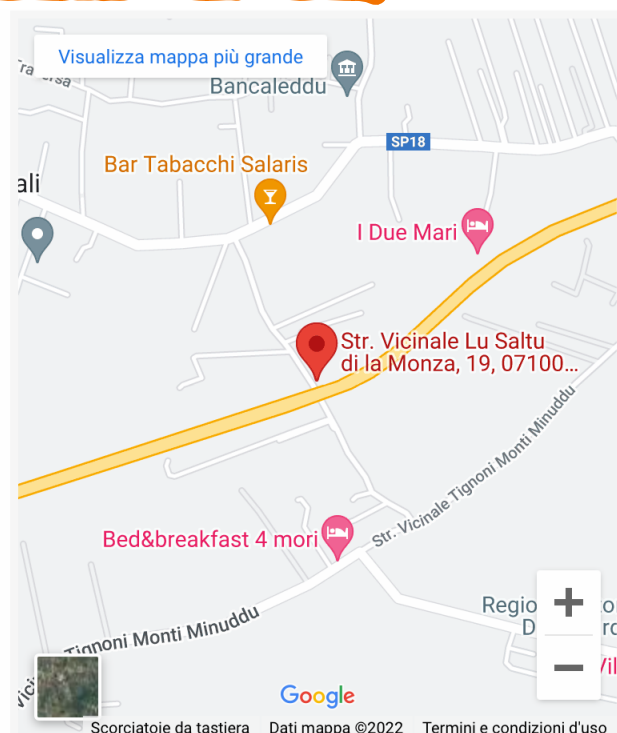 Visualizza mappa più grande
Bancaleddu
SP18
Bar Tabacchi Salaris
ali
I Due Mari
Str. Vicinale Lu Saltu
di la Monza, 19, 07100...
Str. Vicinale Tignoni Monti Minuddu
Bed&breakfast 4 mori
Tignoni Monti Minuddu
Regio
+
−
Google
Scorciatoie da tastiera Dati mappa ©2022 Termini e condizioni d'uso